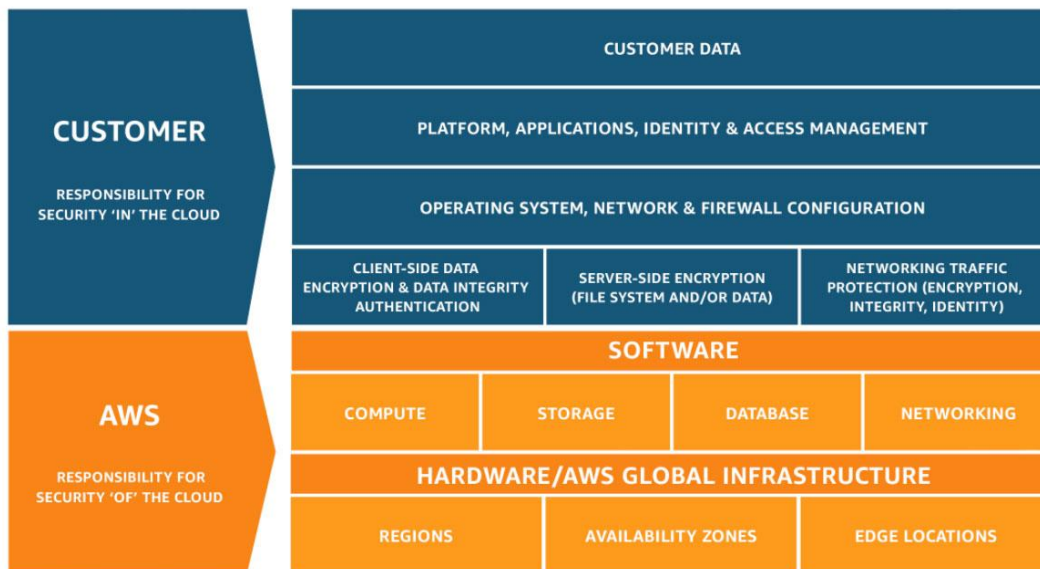 CUSTOMER
RESPONSIBILITY FOR
SECURITY ‘IN’ THE CLOUD
CUSTOMER DATA
PLATFORM, APPLICATIONS, IDENTITY & ACCESS MANAGEMENT
OPERATING SYSTEM, NETWORK & FIREWALL CONFIGURATION
CLIENT-SIDE DATA
ENCRYPTION & DATA INTEGRITY
AUTHENTICATION
SERVER-SIDE ENCRYPTION
(FILE SYSTEM AND/OR DATA)
NETWORKING TRAFFIC
PROTECTION (ENCRYPTION,
INTEGRITY, IDENTITY)
AWS
RESPONSIBILITY FOR
SECURITY ‘OF’ THE CLOUD
SOFTWARE
COMPUTE
STORAGE
DATABASE
NETWORKING
HARDWARE/AWS GLOBAL INFRASTRUCTURE
REGIONS
AVAILABILITY ZONES
EDGE LOCATIONS